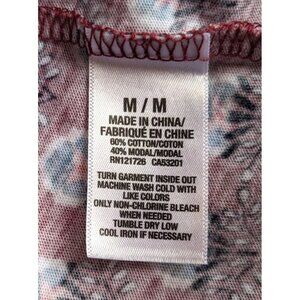 M / M
MADE IN CHINA/
FABRIQUÉ EN CHINE
60% COTTON/COTON
40% MODAL/MODAL
RN121726 CA53201
TURN GARMENT INSIDE OUT
MACHINE WASH COLD WITH
LIKE COLORS
ONLY NON-CHLORINE BLEACH
WHEN NEEDED
TUMBLE DRY LOW
COOL IRON IF NECESSARY